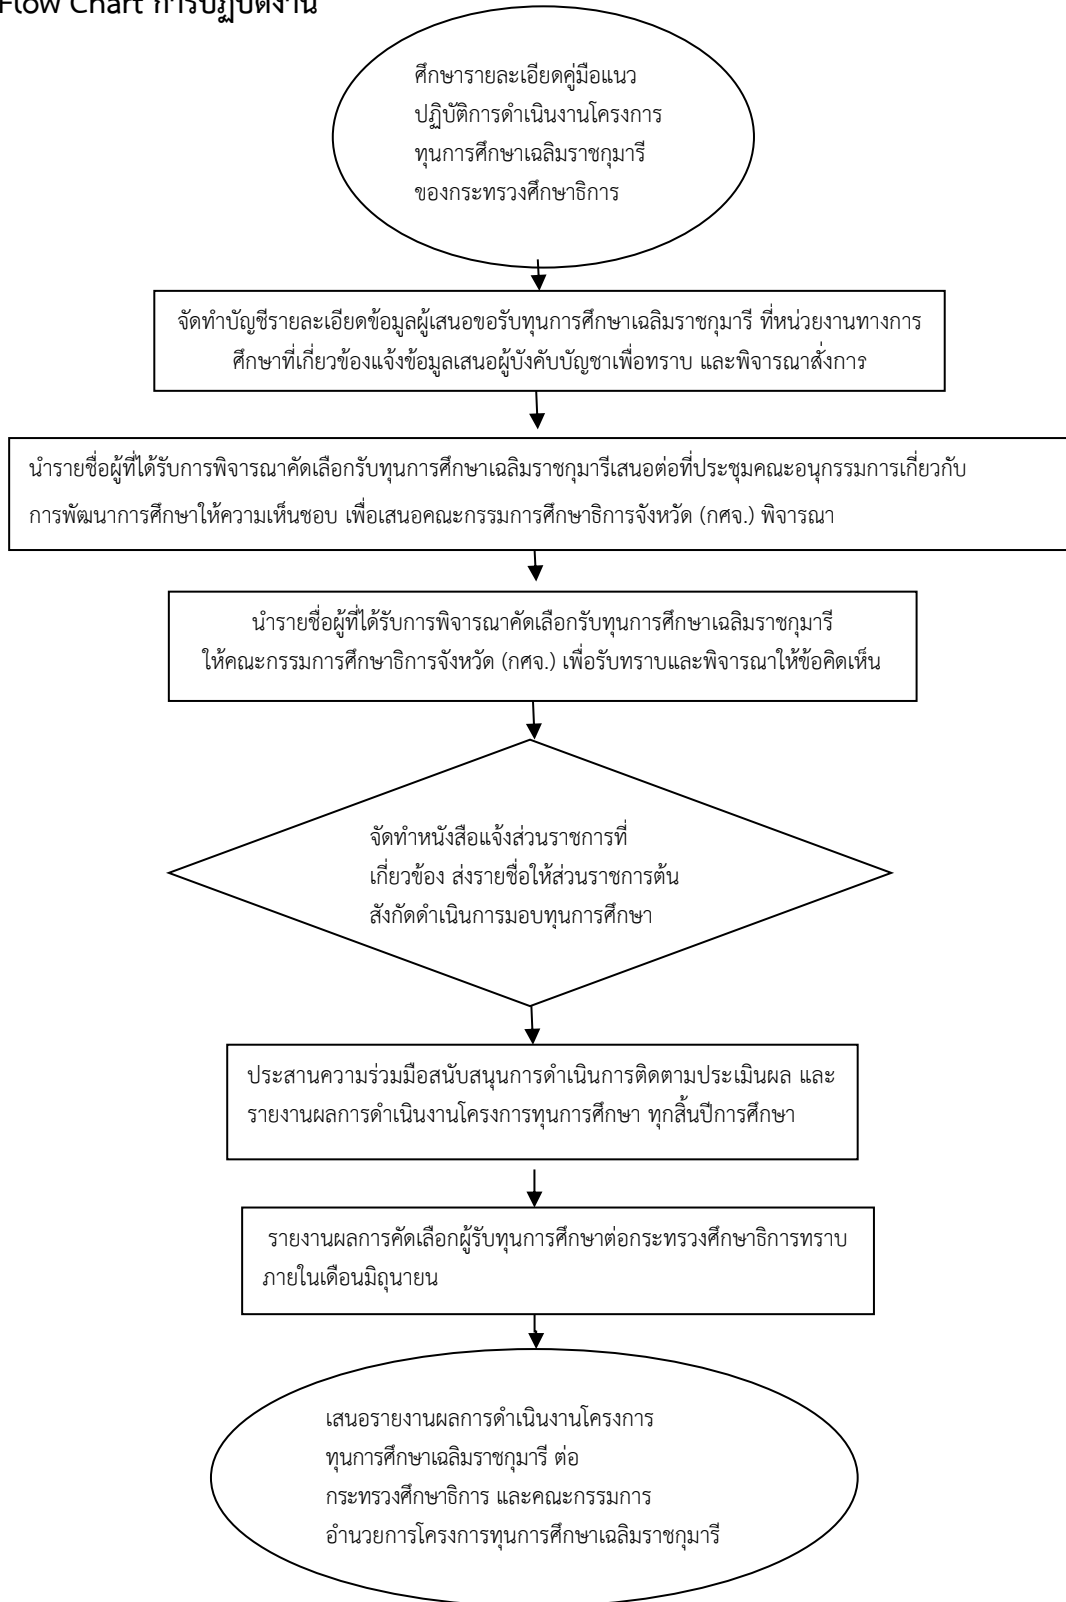 Flow Chart การปฏิบัติงาน
ศึกษารายละเอียดคู่มือแนว
ปฏิบัติการดำเนินงานโครงการ
ทุนการศึกษาเฉลิมราชกุมารี
ของกระทรวงศึกษาธิการ
จัดทำบัญชีรายละเอียดข้อมูลผู้เสนอขอรับทุนการศึกษาเฉลิมราชกุมารี ที่หน่วยงานทางการ
ศึกษาที่เกี่ยวข้องแจ้งข้อมูลเสนอผู้บังคับบัญชาเพื่อทราบ และพิจารณาสั่งการ
นำรายชื่อผู้ที่ได้รับการพิจารณาคัดเลือกรับทุนการศึกษาเฉลิมราชกุมารีเสนอต่อที่ประชุมคณะอนุกรรมการเกี่ยวกับ
การพัฒนาการศึกษาให้ความเห็นชอบ เพื่อเสนอคณะกรรมการศึกษาธิการจังหวัด (กศจ.) พิจารณา
นำรายชื่อผู้ที่ได้รับการพิจารณาคัดเลือกรับทุนการศึกษาเฉลิมราชกุมารี
ให้คณะกรรมการศึกษาธิการจังหวัด (กศจ.) เพื่อรับทราบและพิจารณาให้ข้อคิดเห็น
จัดทำหนังสือแจ้งส่วนราชการที่
เกี่ยวข้อง ส่งรายชื่อให้ส่วนราชการต้น
สังกัดดำเนินการมอบทุนการศึกษา
ประสานความร่วมมือสนับสนุนการดำเนินการติดตามประเมินผล และ
รายงานผลการดำเนินงานโครงการทุนการศึกษา ทุกสิ้นปีการศึกษา
รายงานผลการคัดเลือกผู้รับทุนการศึกษาต่อกระทรวงศึกษาธิการทราบ
ภายในเดือนมิถุนายน
เสนอรายงานผลการดำเนินงานโครงการ
ทุนการศึกษาเฉลิมราชกุมารี ต่อ
กระทรวงศึกษาธิการ และคณะกรรมการ
อำนวยการโครงการทุนการศึกษาเฉลิมราชกุมารี